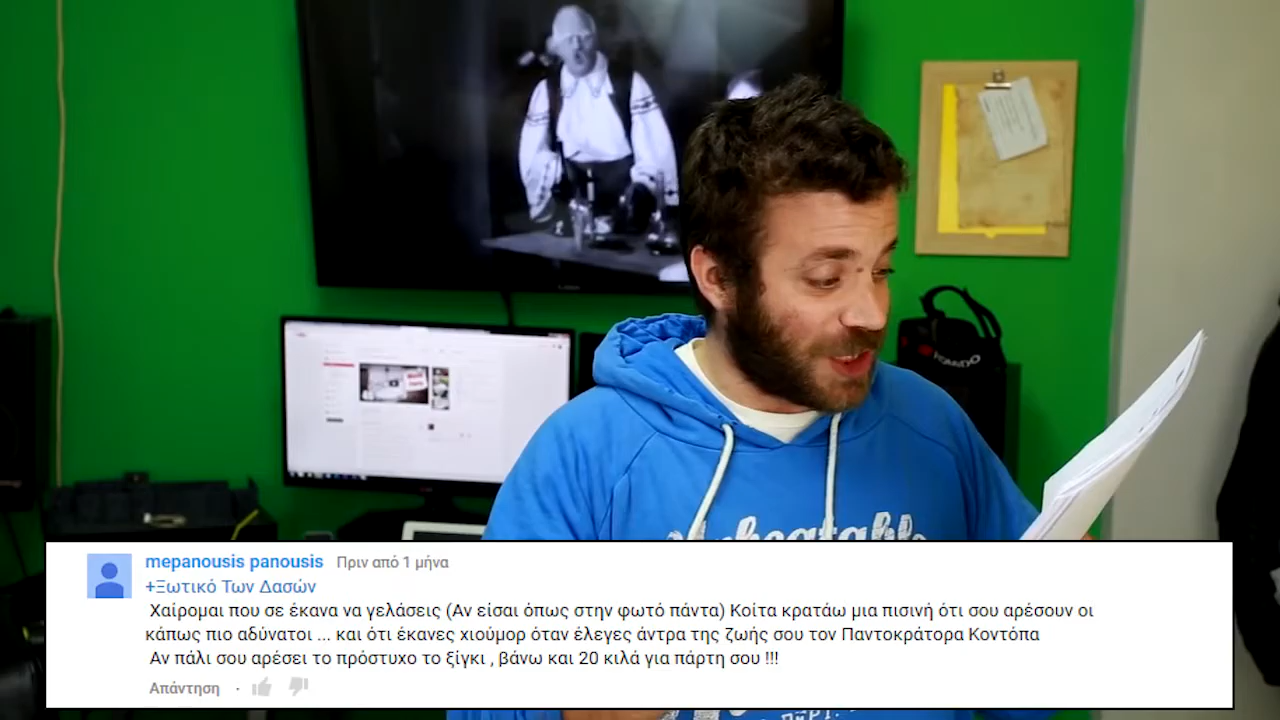 mepanousis panousis Πριν από 1 μήνα
+Ξωτικό Των Δασών
Χαίρομαι που σε έκανα να γελάσεις (Αν είσαι όπως στην φωτό πάντα) Κοίτα κρατάω μια πισινή ότι σου αρέσουν οι
κάπως πιο αδύνατοι ... και ότι έκανες χιούμορ όταν έλεγες άντρα της ζωής σου τον Παντοκράτορα Κοντόπα
Αν πάλι σου αρέσει το πρόστυχο το ξίγκι , βάνω και 20 κιλά για πάρτη σου !!!
Απάντηση ·